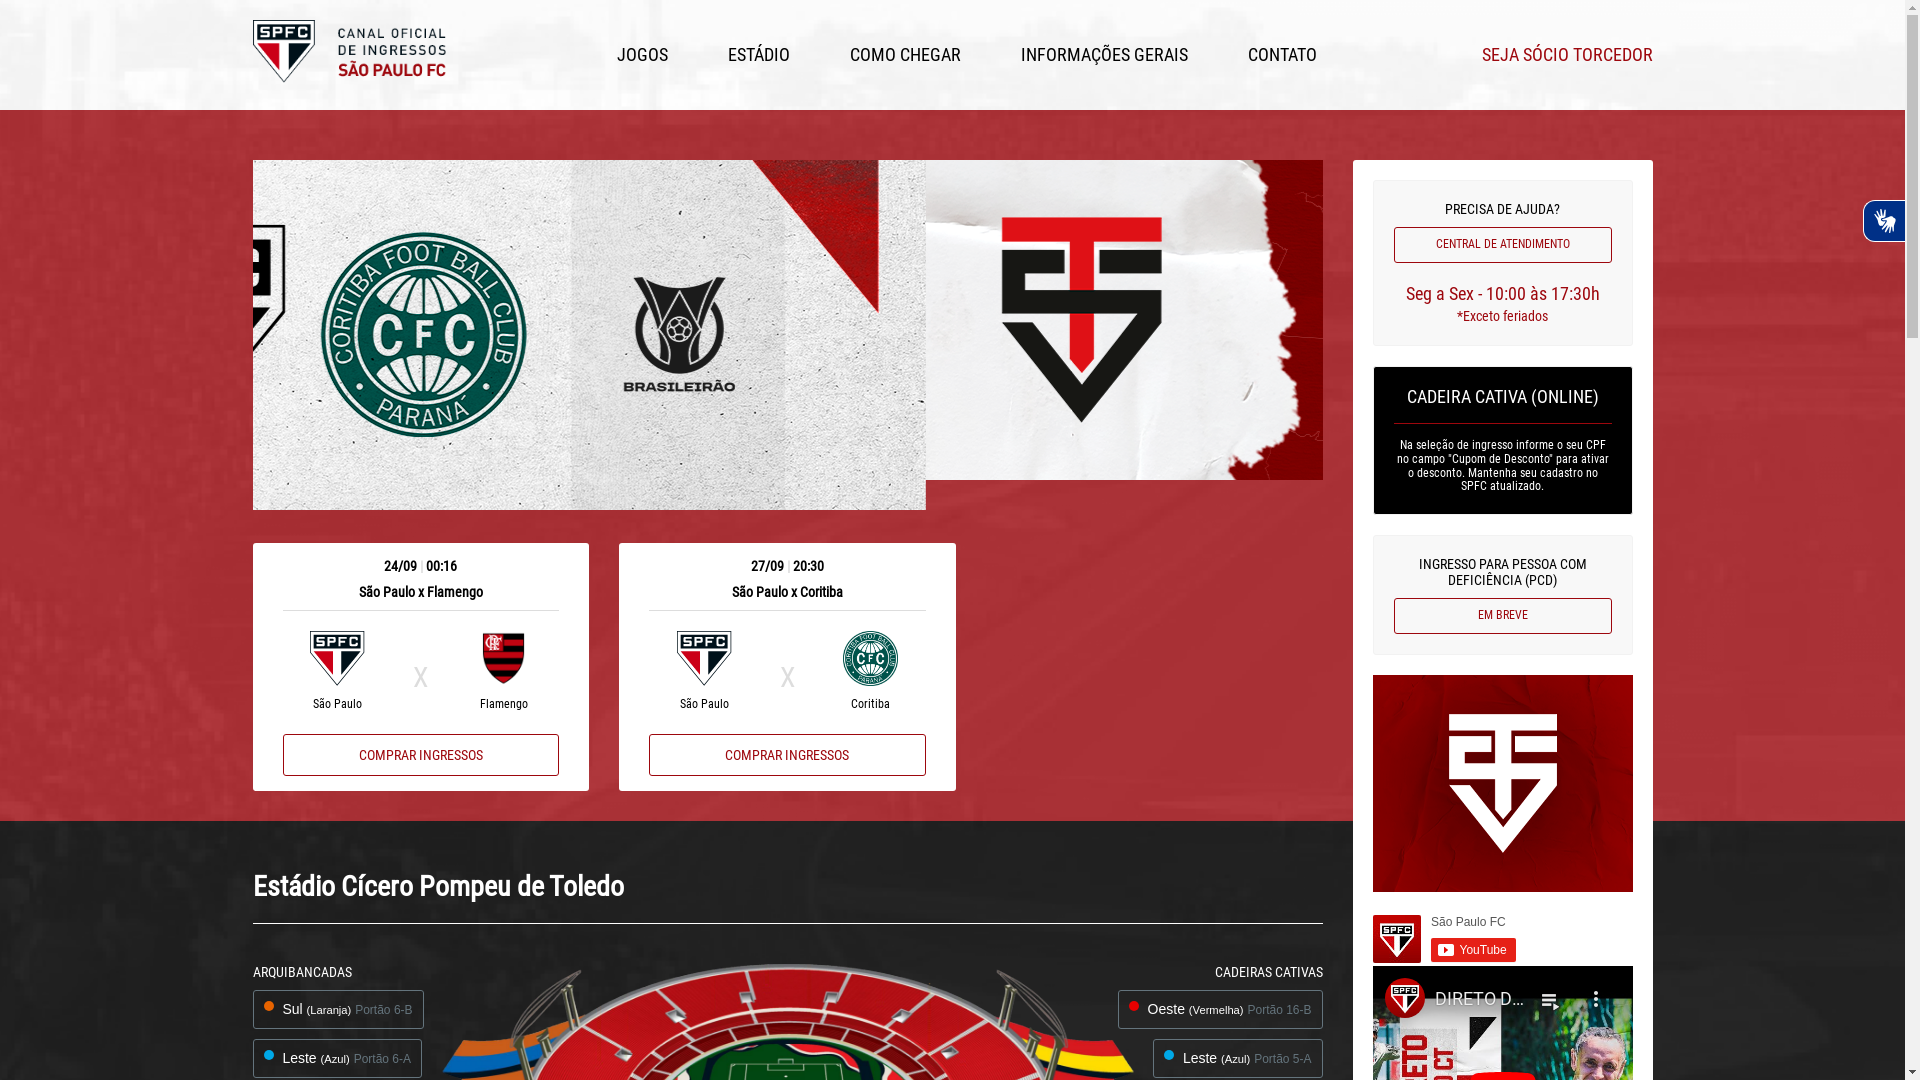 SPFC
CANAL OFICIAL
DE INGRESSOS
SÃO PAULO FC
JOGOS
ESTÁDIO
COMO CHEGAR
INFORMAÇÕES GERAIS
CONTATO
SEJA SÓCIO TORCEDOR
CORITIBA FOOT BALL CLUB
CFC
PARANÁ
BRASILEIRÃO
PRECISA DE AJUDA?
CENTRAL DE ATENDIMENTO
Seg a Sex - 10:00 às 17:30h
*Exceto feriados
CADEIRA CATIVA (ONLINE)
Na seleção de ingresso informe o seu CPF
no campo "Cupom de Desconto" para ativar
o desconto. Mantenha seu cadastro no
SPFC atualizado.
INGRESSO PARA PESSOA COM
DEFICIÊNCIA (PCD)
EM BREVE
24/09 | 00:16
São Paulo x Flamengo
SPFC
X
São Paulo
Flamengo
COMPRAR INGRESSOS
27/09 | 20:30
São Paulo x Coritiba
SPFC
X
CFC
São Paulo
Coritiba
COMPRAR INGRESSOS
Estádio Cícero Pompeu de Toledo
ARQUIBANCADAS
Sul (Laranja) Portão 6-B
Leste (Azul) Portão 6-A
CADEIRAS CATIVAS
Oeste (Vermelha) Portão 16-B
Leste (Azul) Portão 5-A
SPFC
São Paulo FC
YouTube
SPFC
DIRETO D...